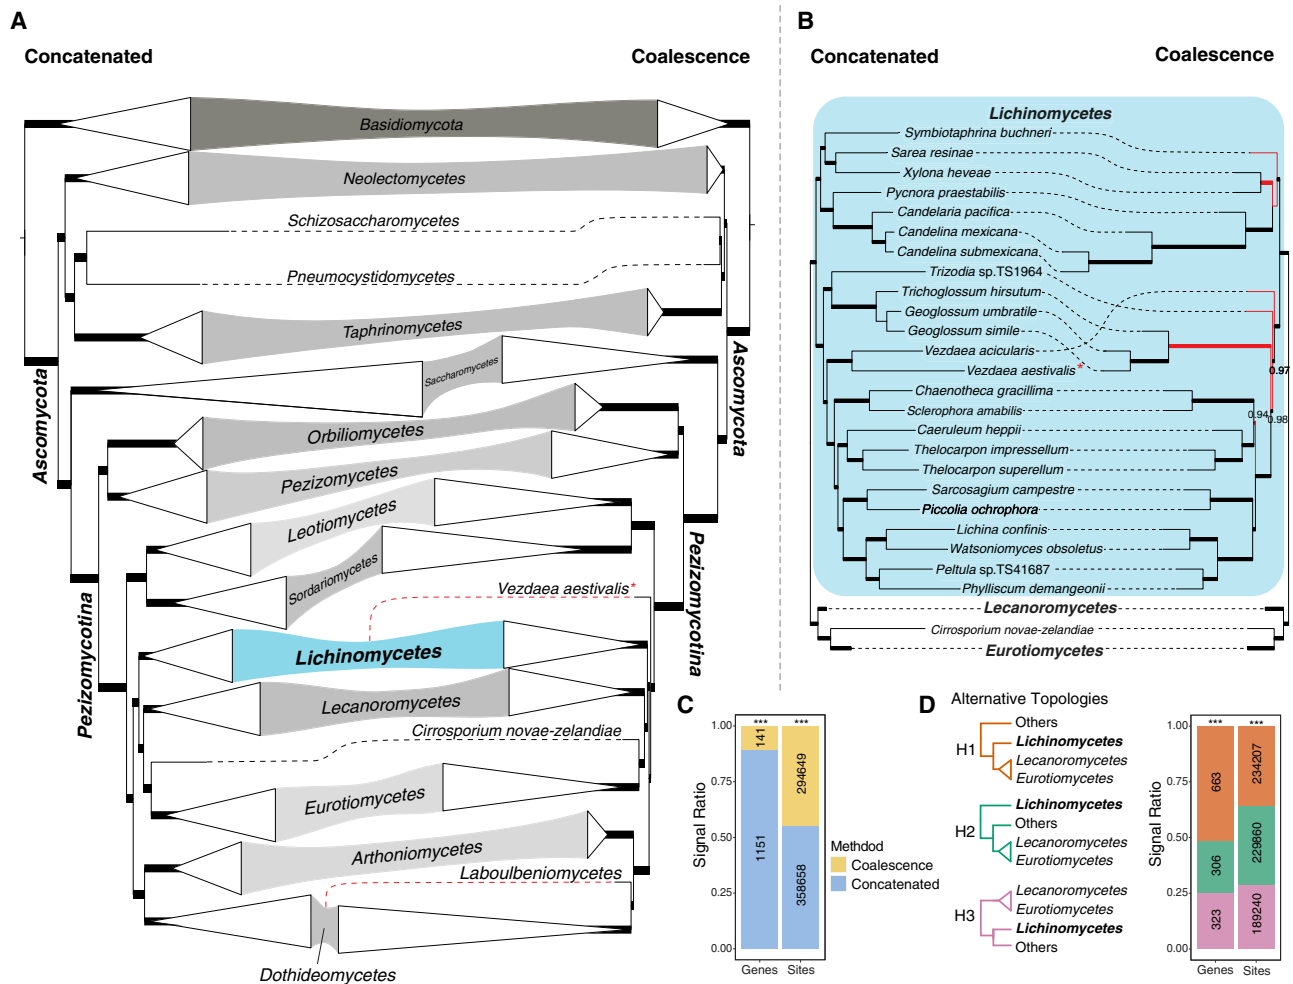 A
Concatenated
Coalescence
Basidiomycota
Neolectomycetes
Schizosaccharomycetes
Pneumocystidomycetes
Taphrinomycetes
Saccharomycetes
Orbiliomycetes
Pezizomycetes
Leotiomycetes
Sordariomycetes
Vezdaea aestivalis*
Lichinomycetes
Lecanoromycetes
Cirrosporium novae-zelandiae
Eurotiomycetes
Arthoniomycetes
Laboulbeniomycetes
Dothideomycetes
Ascomycota
Pezizomycotina
Ascomycota
Pezizomycotina
B
Concatenated
Coalescence
Lichinomycetes
Symbiotaphrina buchneri
Sarea resinae
Xylona heveae
Pycnora praestabilis
Candelaria pacifica
Candelina mexicana
Candelina submexicana
Trizodia sp.TS1964
Trichoglossum hirsutum
Geoglossum umbratile
Geoglossum simile
Vezdaea acicularis
Vezdaea aestivalis*
Chaenotheca gracillima
Sclerophora amabilis
Caeruleum heppii
Thelocarpon impressellum
Thelocarpon superellum
Sarcosagium campestre
Piccolia ochrophora
Lichina confinis
Watsoniomyces obsoletus
Peltula sp.TS41687
Phylliscum demangeonii
Lecanoromycetes
Cirrosporium novae-zelandiae
Eurotiomycetes
0.97
0.94
0.98
C
Signal Ratio
1.00
0.75
0.50
0.25
0.00
***
***
141
1151
294649
358658
Genes
Sites
Methdod
Coalescence
Concatenated
D
Alternative Topologies
H1
Others
Lichinomycetes
Lecanoromycetes
Eurotiomycetes
H2
Lichinomycetes
Others
Lecanoromycetes
Eurotiomycetes
H3
Lecanoromycetes
Eurotiomycetes
Lichinomycetes
Others
Signal Ratio
1.00
0.75
0.50
0.25
0.00
***
***
663
306
323
234207
229860
189240
Genes
Sites